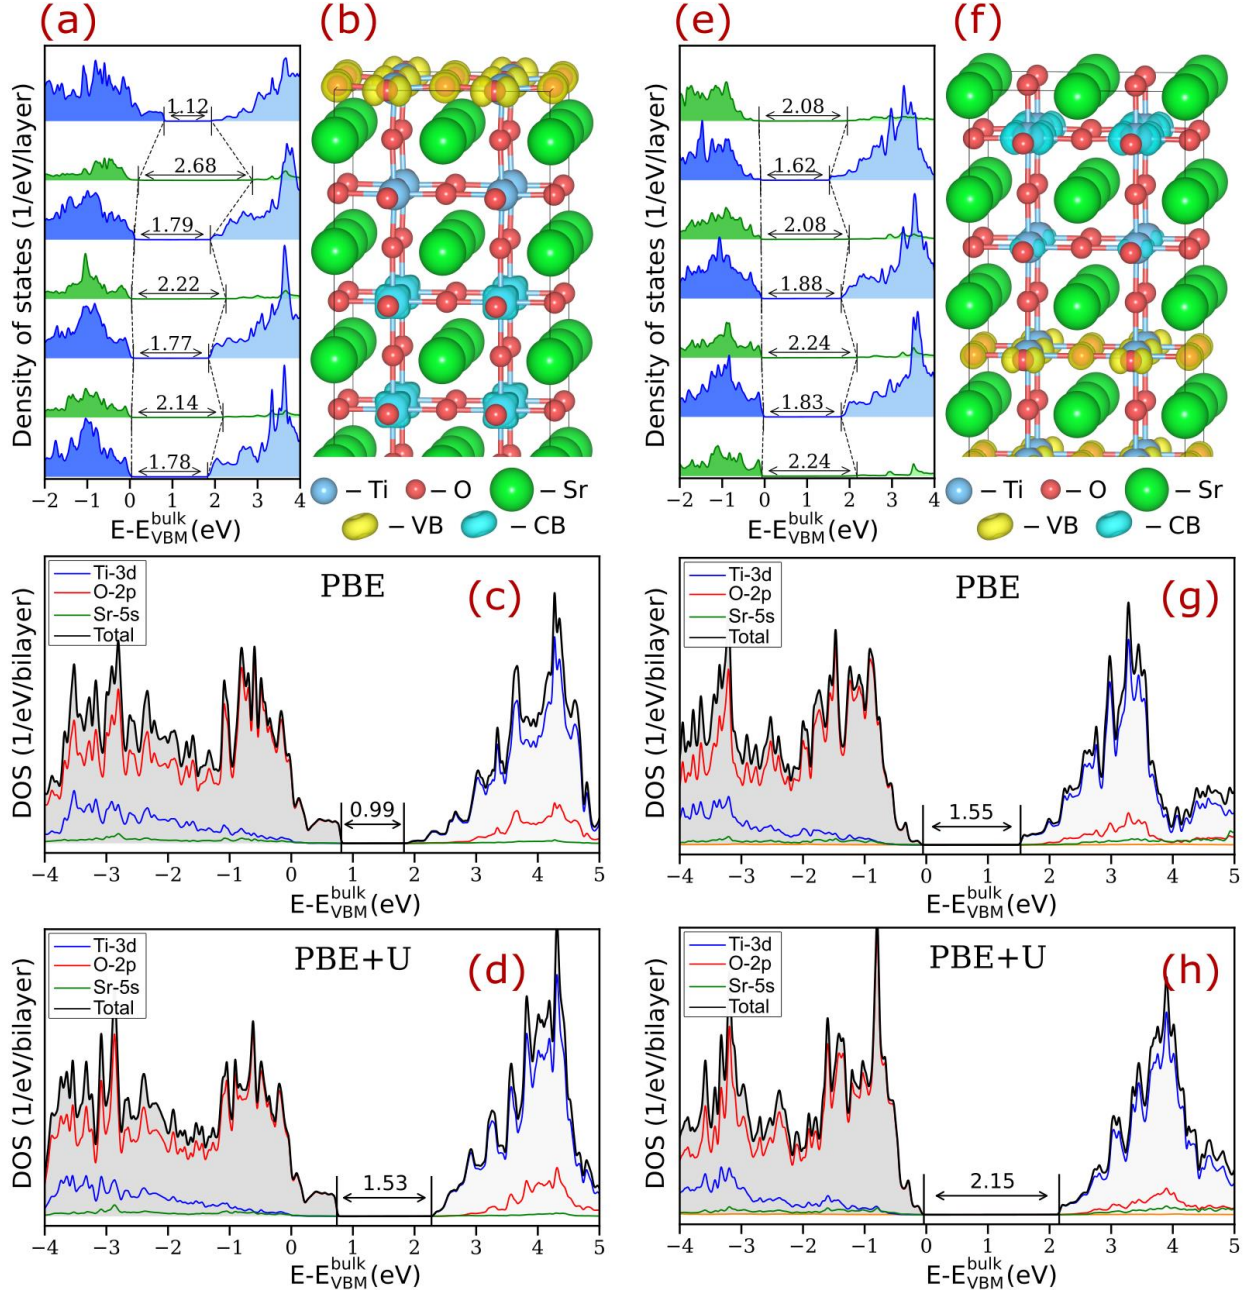 (a)
Density of states (1/eV/layer)
1.12
2.68
1.79
2.22
1.77
2.14
1.78
−2 −1 0 1 2 3 4
E-E^bulk_VBM (eV)
(b)
– Ti – O – Sr
– VB – CB
(e)
Density of states (1/eV/layer)
2.08
1.62
2.08
1.88
2.24
1.83
2.24
−2 −1 0 1 2 3 4
E-E^bulk_VBM (eV)
(f)
– Ti – O – Sr
– VB – CB
(c)
PBE
Ti-3d
O-2p
Sr-5s
Total
DOS (1/eV/bilayer)
0.99
−4 −3 −2 −1 0 1 2 3 4 5
E-E^bulk_VBM (eV)
(g)
PBE
Ti-3d
O-2p
Sr-5s
Total
DOS (1/eV/bilayer)
1.55
−4 −3 −2 −1 0 1 2 3 4 5
E-E^bulk_VBM (eV)
(d)
PBE+U
Ti-3d
O-2p
Sr-5s
Total
DOS (1/eV/bilayer)
1.53
−4 −3 −2 −1 0 1 2 3 4 5
E-E^bulk_VBM (eV)
(h)
PBE+U
Ti-3d
O-2p
Sr-5s
Total
DOS (1/eV/bilayer)
2.15
−4 −3 −2 −1 0 1 2 3 4 5
E-E^bulk_VBM (eV)